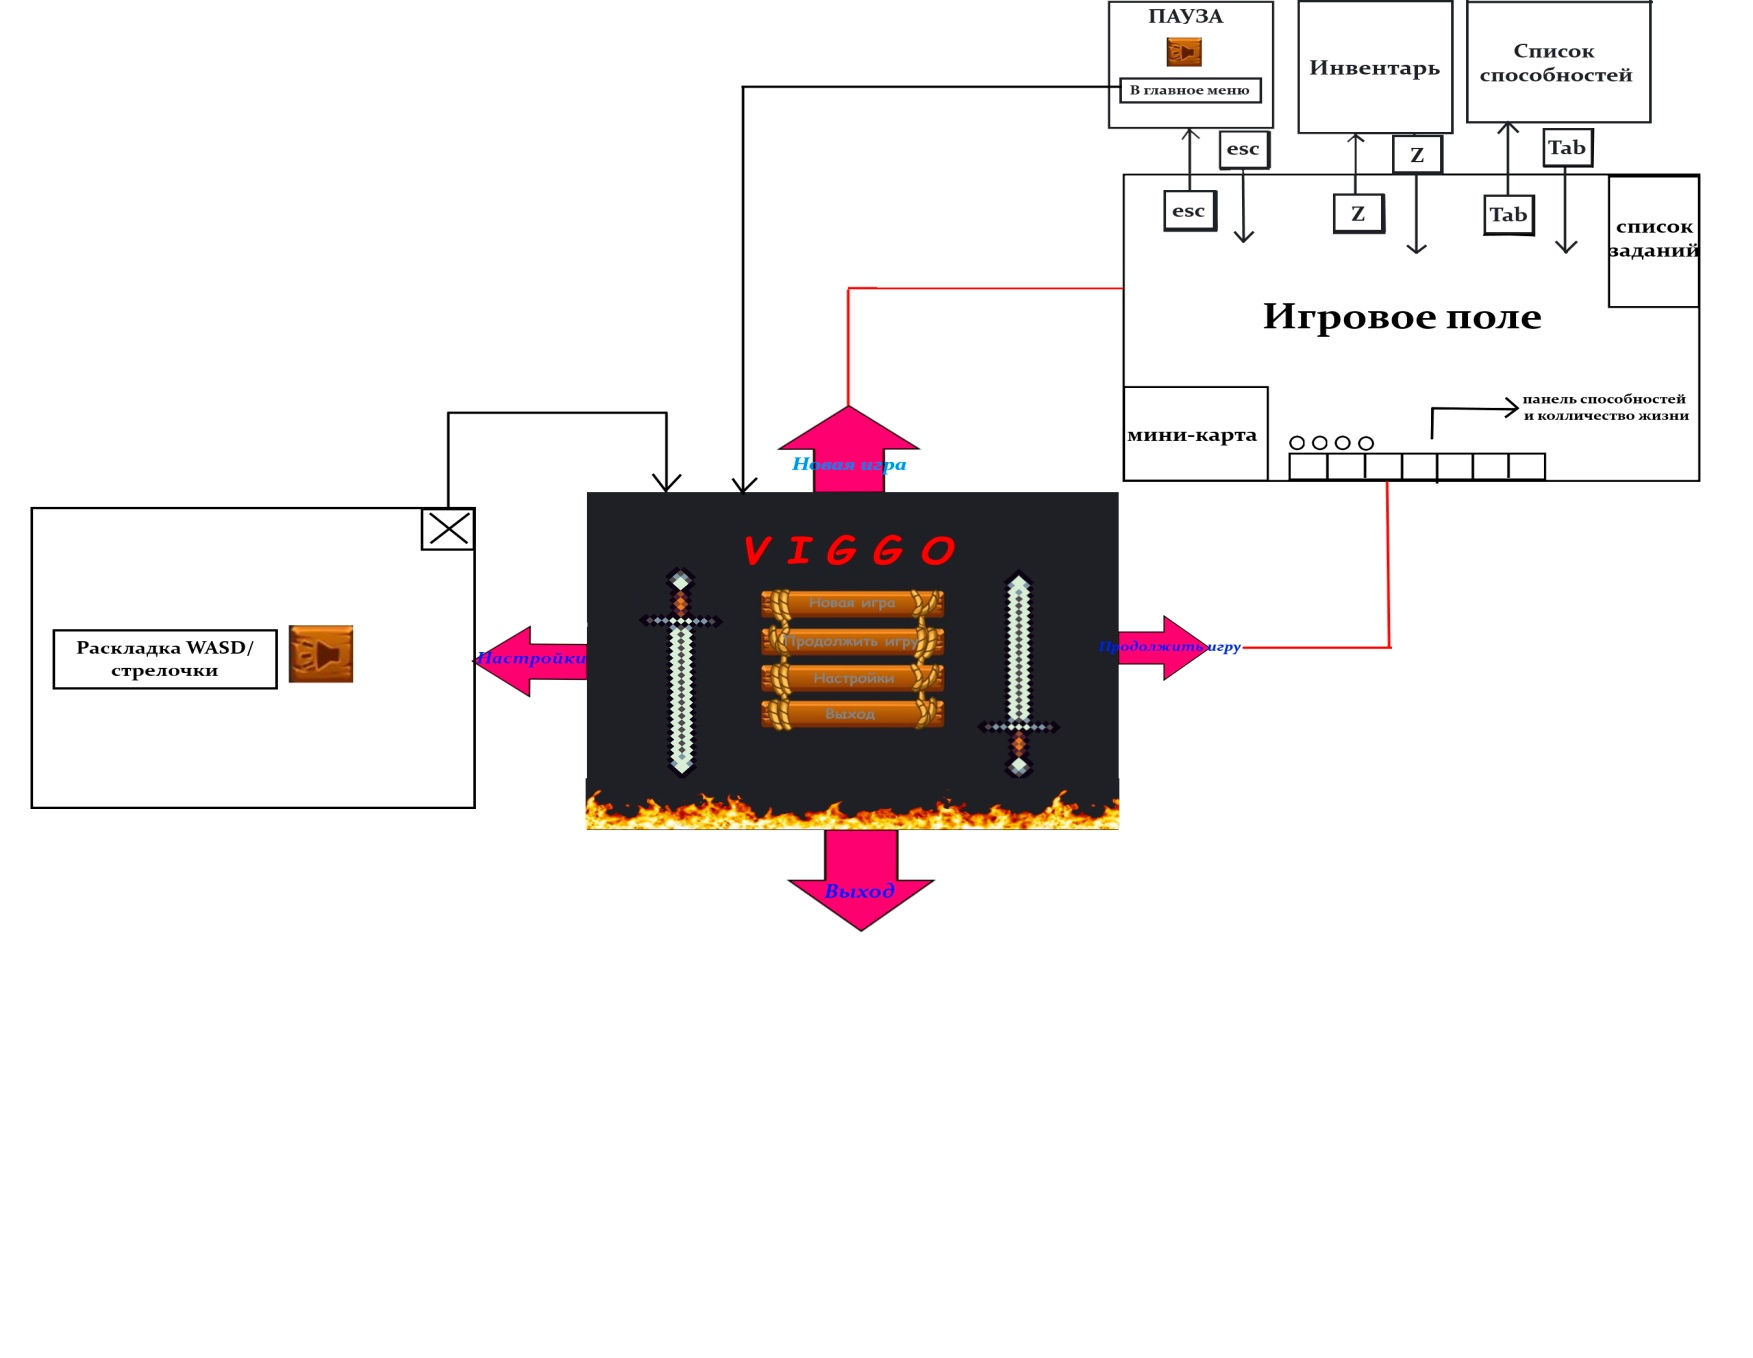 ПАУЗА
В главное меню
Инвентарь
Список
способностей
esc
Z
Tab
esc
Z
Tab
список
заданий
Игровое поле
панель способностей
и колличество жизни
мини-карта
Новая игра
VIGGO
Новая игра
Продолжить игру
Настройки
Выход
Раскладка WASD/
стрелочки
Настройки
Продолжить игру
Выход